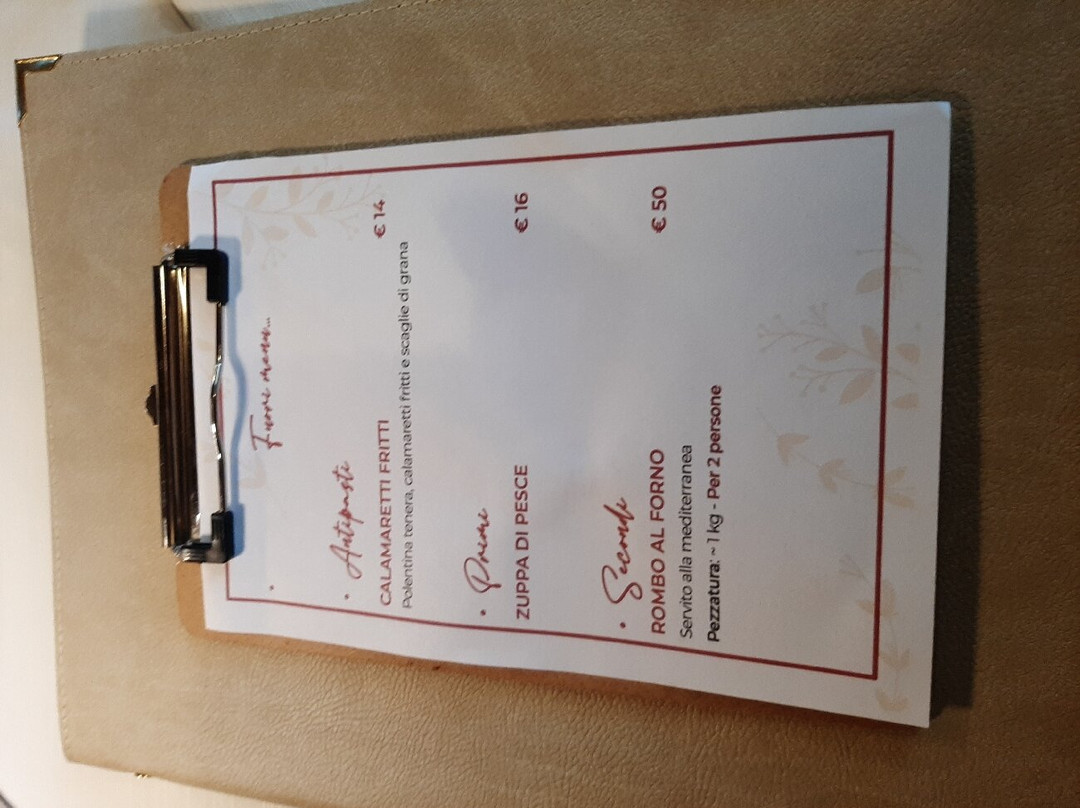 Fuori menu...
• Antipasti
CALAMARETTI FRITTI € 14
Polentina tenera, calamaretti fritti e scaglie di grana
• Primi
ZUPPA DI PESCE € 16
• Secondi
ROMBO AL FORNO € 50
Servito alla mediterranea
Pezzatura: ~ 1 kg - Per 2 persone